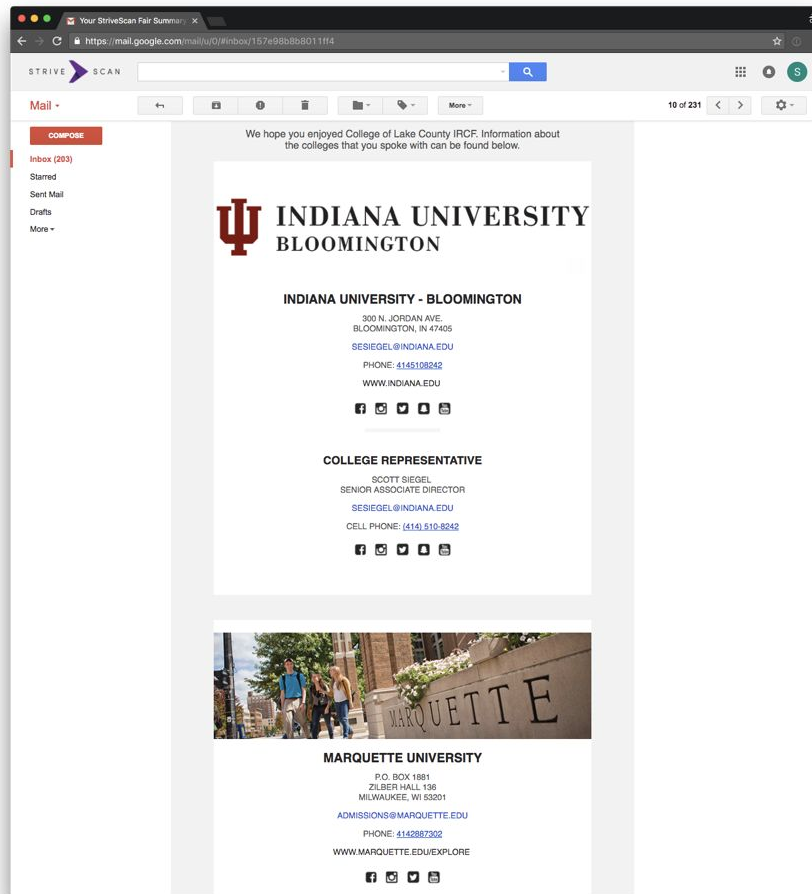 Your StriveScan Fair Summary
https://mail.google.com/mail/u/0/#inbox/157e98b8b8011ff4
STRIVE SCAN
S
Mail
More
10 of 231
COMPOSE
Inbox (203)
Starred
Sent Mail
Drafts
More
We hope you enjoyed College of Lake County IRCF. Information about
the colleges that you spoke with can be found below.
INDIANA UNIVERSITY
BLOOMINGTON
INDIANA UNIVERSITY - BLOOMINGTON
300 N. JORDAN AVE.
BLOOMINGTON, IN 47405
SESIEGEL@INDIANA.EDU
PHONE: 4145108242
WWW.INDIANA.EDU
COLLEGE REPRESENTATIVE
SCOTT SIEGEL
SENIOR ASSOCIATE DIRECTOR
SESIEGEL@INDIANA.EDU
CELL PHONE: (414) 510-8242
MARQUETTE
MARQUETTE UNIVERSITY
P.O. BOX 1881
ZILBER HALL 136
MILWAUKEE, WI 53201
ADMISSIONS@MARQUETTE.EDU
PHONE: 4142887302
WWW.MARQUETTE.EDU/EXPLORE